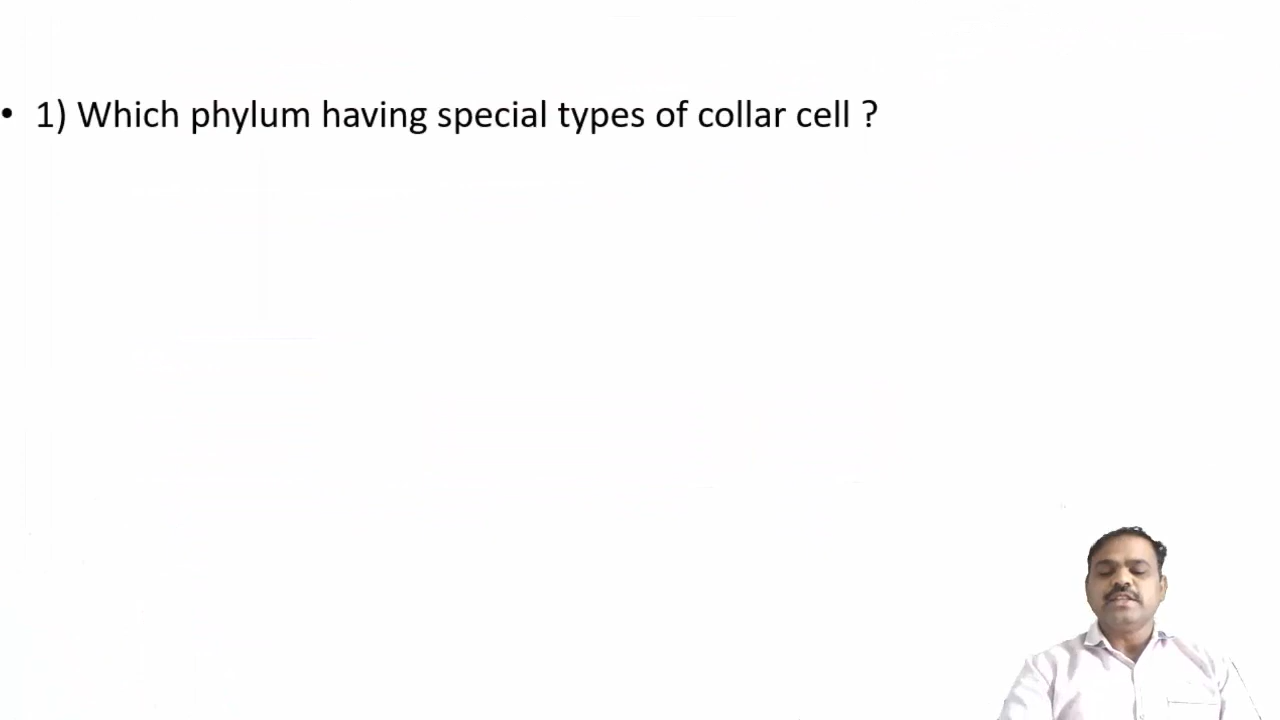 • 1) Which phylum having special types of collar cell ?